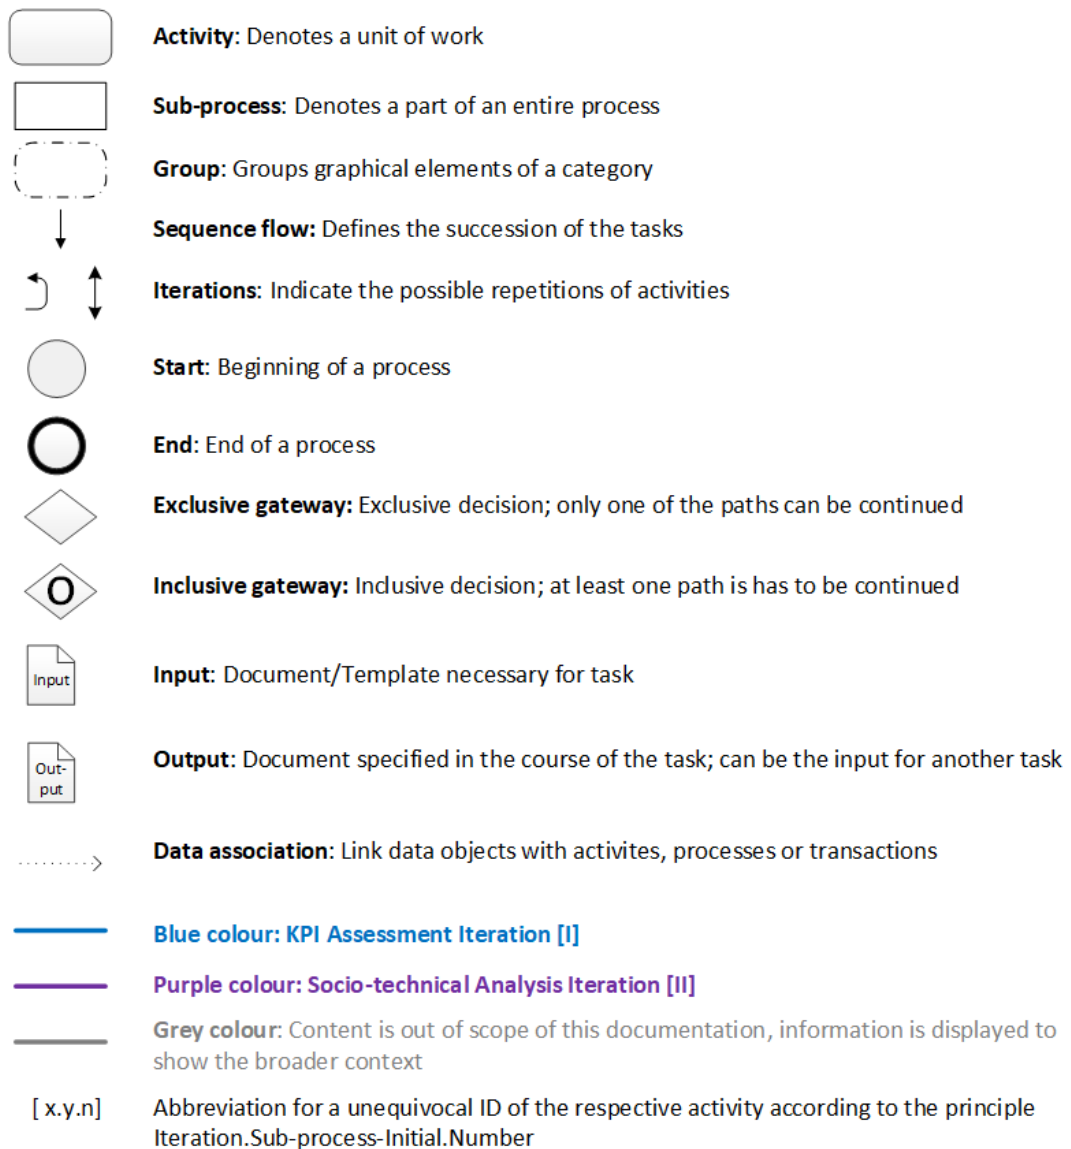 Activity: Denotes a unit of work
Sub-process: Denotes a part of an entire process
Group: Groups graphical elements of a category
Sequence flow: Defines the succession of the tasks
Iterations: Indicate the possible repetitions of activities
Start: Beginning of a process
End: End of a process
Exclusive gateway: Exclusive decision; only one of the paths can be continued
O
Inclusive gateway: Inclusive decision; at least one path is has to be continued
Input
Input: Document/Template necessary for task
Out-
put
Output: Document specified in the course of the task; can be the input for another task
Data association: Link data objects with activites, processes or transactions
Blue colour: KPI Assessment Iteration [I]
Purple colour: Socio-technical Analysis Iteration [II]
Grey colour: Content is out of scope of this documentation, information is displayed to
show the broader context
[ x.y.n]
Abbreviation for a unequivocal ID of the respective activity according to the principle
Iteration.Sub-process-Initial.Number